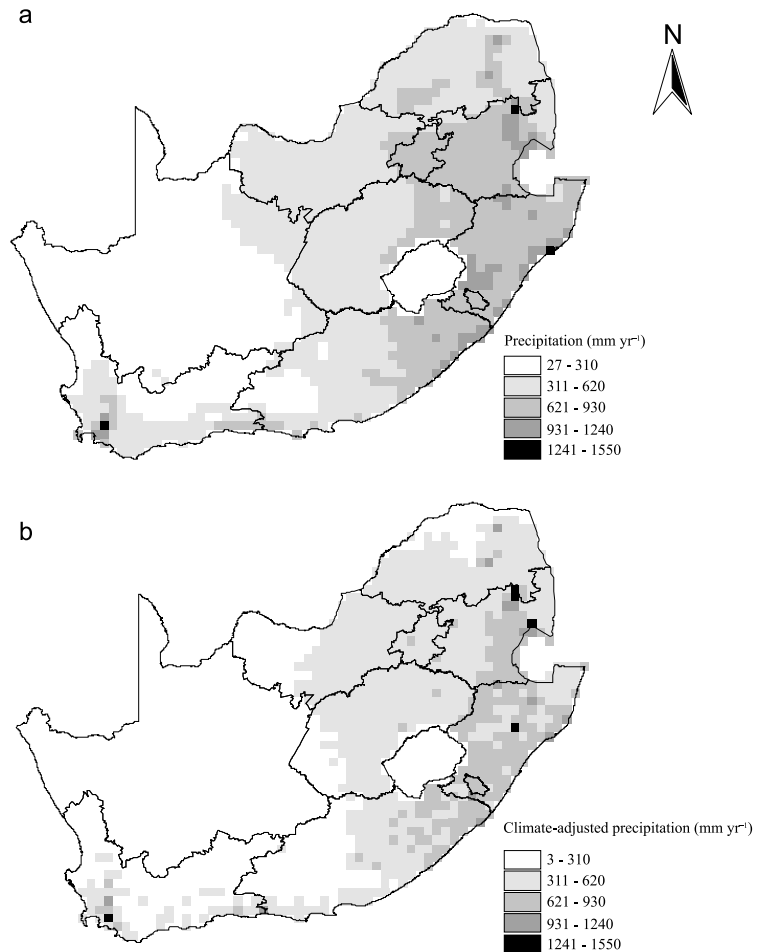 a
N
Precipitation (mm yr⁻¹)
27 - 310
311 - 620
621 - 930
931 - 1240
1241 - 1550
b
Climate-adjusted precipitation (mm yr⁻¹)
3 - 310
311 - 620
621 - 930
931 - 1240
1241 - 1550